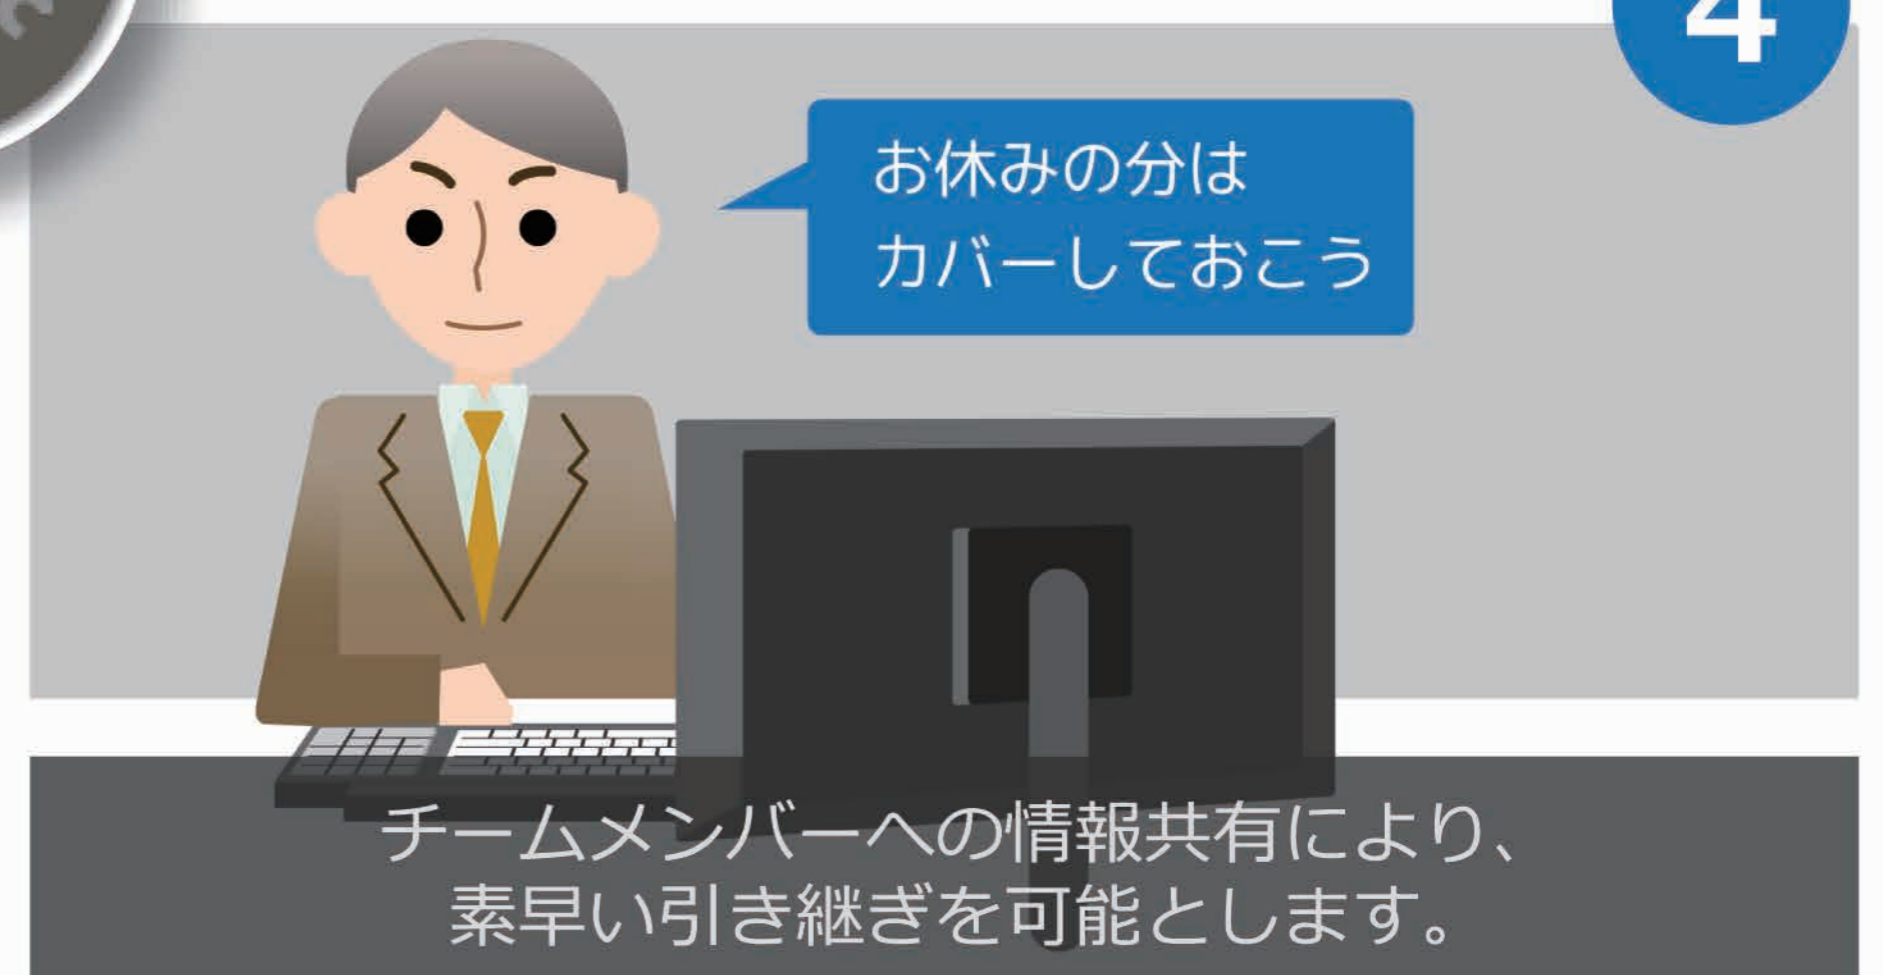 4
お休みの分は
カバーしておこう
チームメンバーへの情報共有により、
素早い引き継ぎを可能とします。